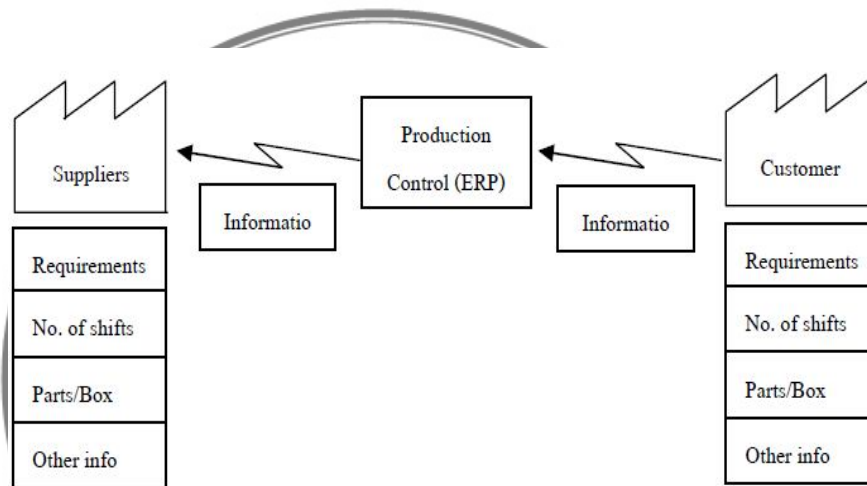 Suppliers
Production
Control (ERP)
Customer
Informatio
Informatio
Requirements
No. of shifts
Parts/Box
Other info
Requirements
No. of shifts
Parts/Box
Other info